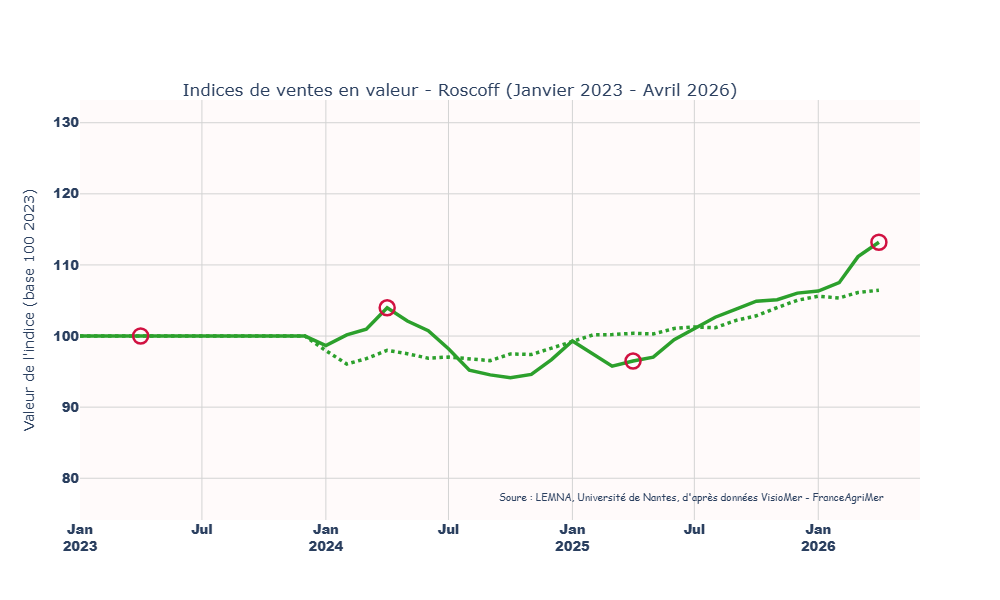 Indices de ventes en valeur - Roscoff (Janvier 2023 - Avril 2026)
Valeur de l'indice (base 100 2023)
130
120
110
100
90
80
Soure : LEMNA, Université de Nantes, d'après données VisioMer - FranceAgriMer
Jan
2023
Jul
Jan
2024
Jul
Jan
2025
Jul
Jan
2026